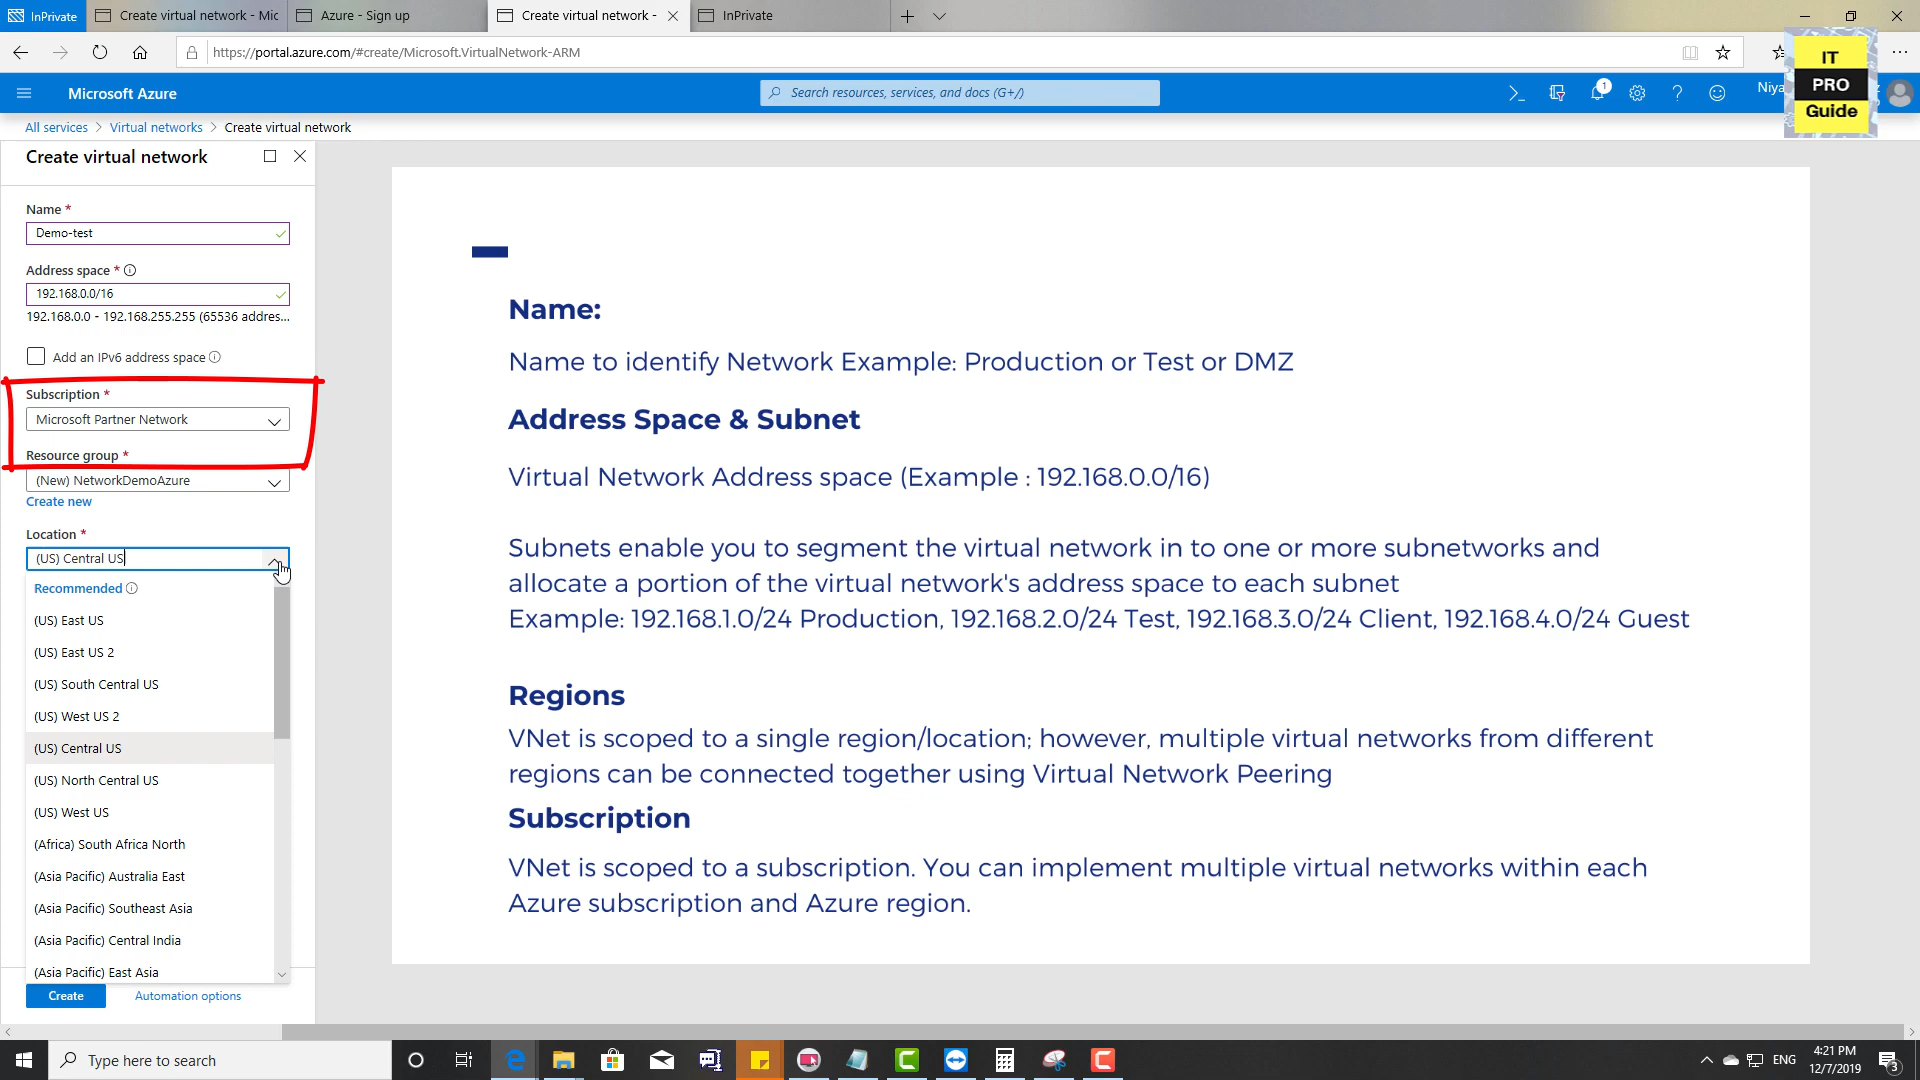 InPrivate
Create virtual network - Mic
Azure - Sign up
Create virtual network -
InPrivate
https://portal.azure.com/#create/Microsoft.VirtualNetwork-ARM
Microsoft Azure
Search resources, services, and docs (G+/)
1
Niya
IT
PRO
Guide
All services > Virtual networks > Create virtual network
Create virtual network
Name *
Demo-test
Address space *
192.168.0.0/16
192.168.0.0 - 192.168.255.255 (65536 addres...
Add an IPv6 address space
Subscription *
Microsoft Partner Network
Resource group *
(New) NetworkDemoAzure
Create new
Location *
(US) Central US
Recommended
(US) East US
(US) East US 2
(US) South Central US
(US) West US 2
(US) Central US
(US) North Central US
(US) West US
(Africa) South Africa North
(Asia Pacific) Australia East
(Asia Pacific) Southeast Asia
(Asia Pacific) Central India
(Asia Pacific) East Asia
Create
Automation options
Name:
Name to identify Network Example: Production or Test or DMZ
Address Space & Subnet
Virtual Network Address space (Example : 192.168.0.0/16)
Subnets enable you to segment the virtual network in to one or more subnetworks and
allocate a portion of the virtual network's address space to each subnet
Example: 192.168.1.0/24 Production, 192.168.2.0/24 Test, 192.168.3.0/24 Client, 192.168.4.0/24 Guest
Regions
VNet is scoped to a single region/location; however, multiple virtual networks from different
regions can be connected together using Virtual Network Peering
Subscription
VNet is scoped to a subscription. You can implement multiple virtual networks within each
Azure subscription and Azure region.
Type here to search
ENG
4:21 PM
12/7/2019
3